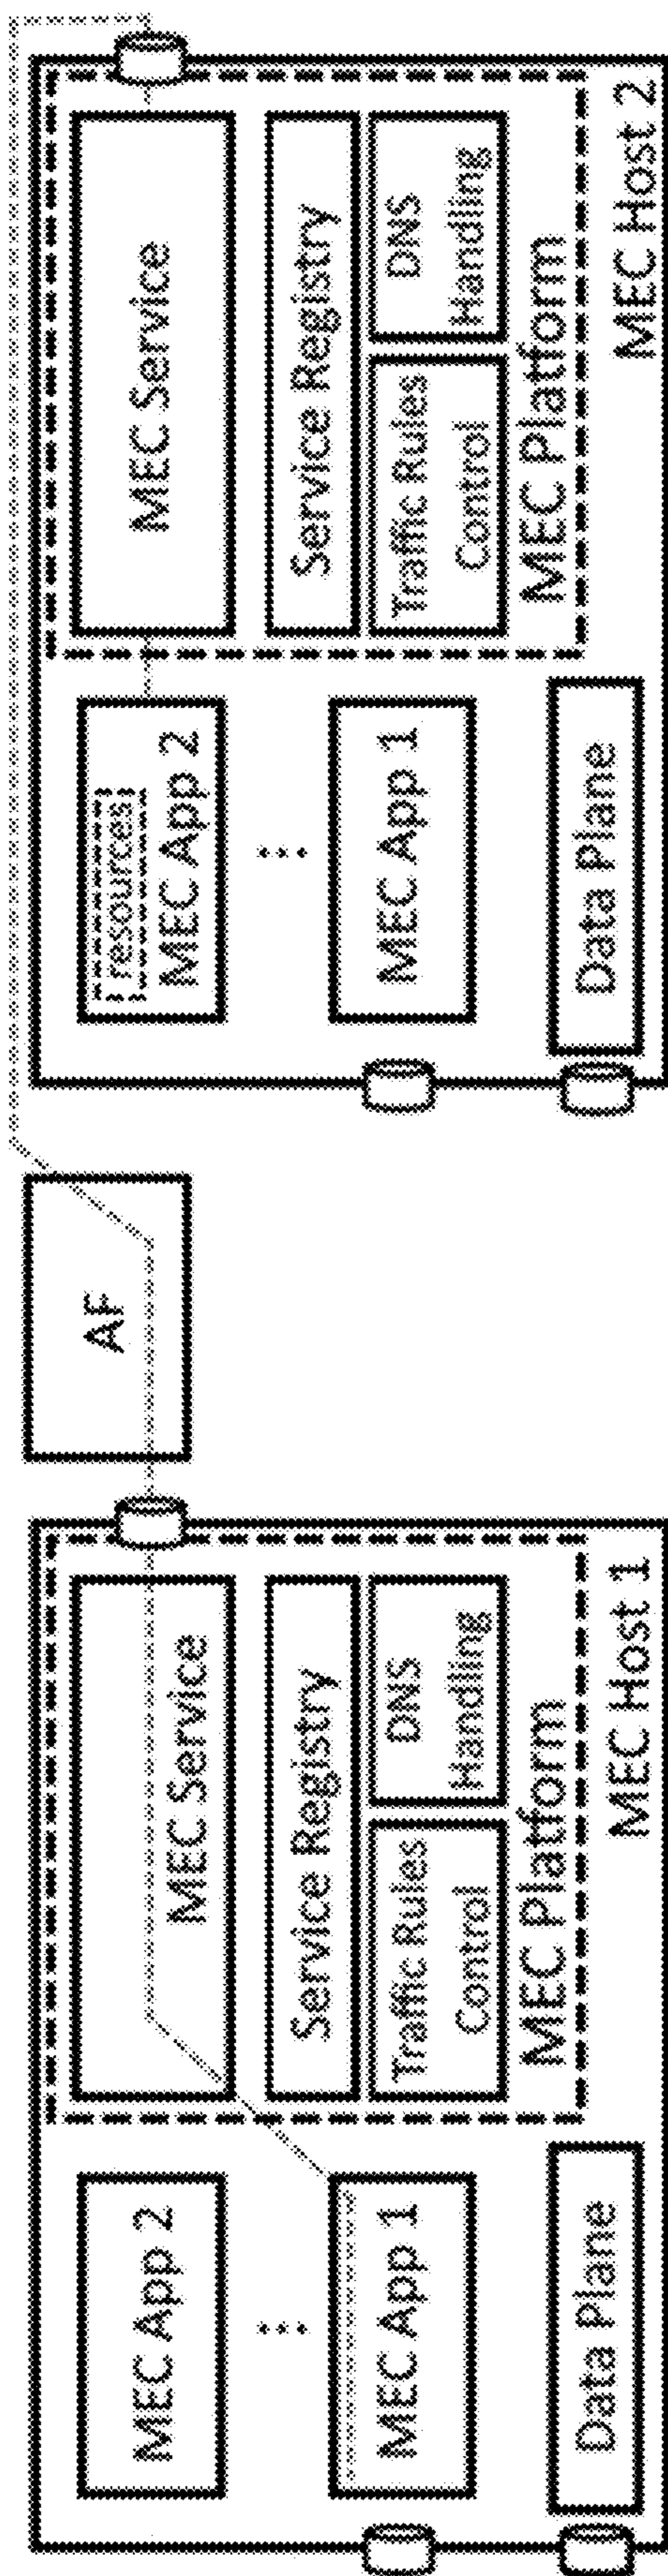 MEC App 2
MEC App 1
Data Plane
MEC Service
Service Registry
Traffic Rules
Control
DNS
Handling
MEC Platform
MEC Host 1
AF
resources
MEC App 2
MEC App 1
Data Plane
MEC Service
Service Registry
Traffic Rules
Control
DNS
Handling
MEC Platform
MEC Host 2